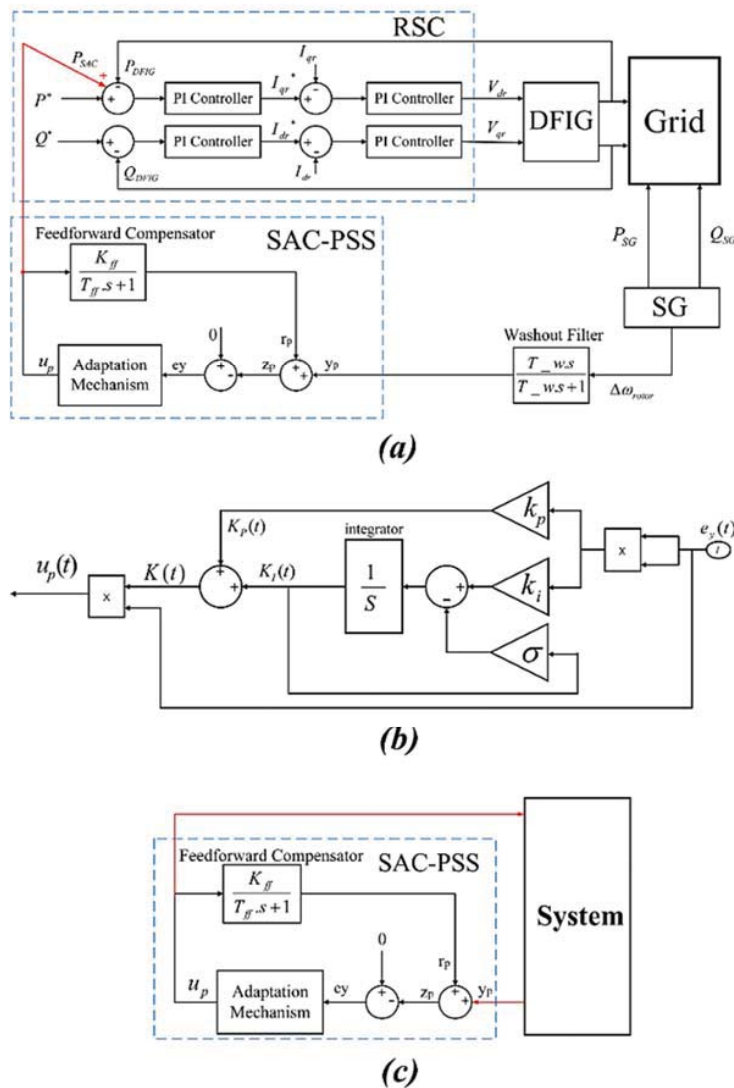 RSC
P_SAC
+
P_DFIG
-
I_qr
P*
+
PI Controller
I_qr*
+
-
PI Controller
V_dr
Q*
+
-
PI Controller
I_dr*
+
-
PI Controller
V_qr
DFIG
Grid
Q_DFIG
I_dr
SAC-PSS
Feedforward Compensator
K_ff
T_ff.s+1
P_SG
Q_SG
SG
Washout Filter
T_w.s
T_w.s+1
Δω_rotor
0
r_p
u_p
Adaptation
Mechanism
ey
+
-
z_p
+
+
y_p
(a)
k_p
K_P(t)
integrator
e_y(t)
x
u_p(t)
K(t)
+
+
K_I(t)
1
S
+
-
k_i
x
σ
(b)
SAC-PSS
Feedforward Compensator
K_ff
T_ff.s+1
System
0
r_p
u_p
Adaptation
Mechanism
ey
+
-
z_p
+
+
y_p
(c)